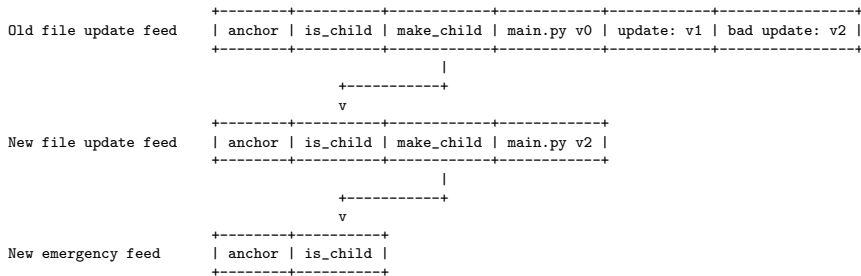 +--------+----------+------------+------------+------------+----------------+
Old file update feed | anchor | is_child | make_child | main.py v0 | update: v1 | bad update: v2 |
+--------+----------+------------+------------+------------+----------------+
|
+-----------+
v
+--------+----------+------------+------------+
New file update feed | anchor | is_child | make_child | main.py v2 |
+--------+----------+------------+------------+
|
+-----------+
v
+--------+----------+
New emergency feed | anchor | is_child |
+--------+----------+